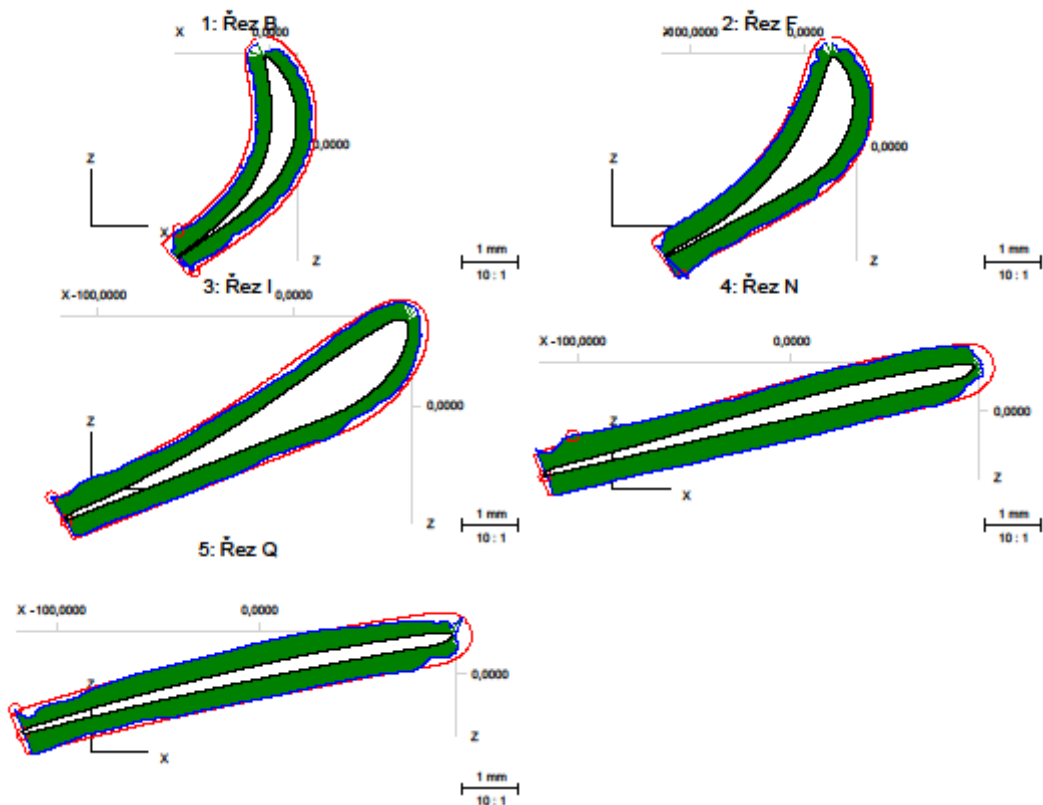 1: Řez B
X 0,0000
0,0000
Z
X
Z
1 mm
10 : 1
2: Řez F
X -100,0000 0,0000
0,0000
Z
Z
1 mm
10 : 1
3: Řez I
X -100,0000 0,0000
0,0000
Z
Z
1 mm
10 : 1
4: Řez N
X -100,0000 0,0000
0,0000
Z
X
Z
1 mm
10 : 1
5: Řez Q
X -100,0000 0,0000
0,0000
Z
X
Z
1 mm
10 : 1